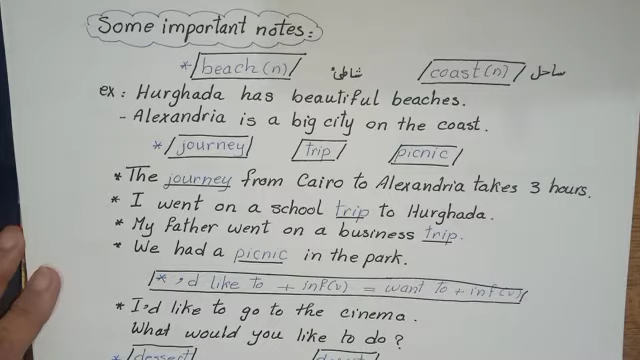 Some important notes:
* beach (n) شاطئ coast (n) ساحل
ex: Hurghada has beautiful beaches.
- Alexandria is a big city on the coast.
* journey trip picnic
* The journey from Cairo to Alexandria takes 3 hours.
* I went on a school trip to Hurghada.
* My father went on a business trip.
* We had a picnic in the park.
* ,d like to + inf(v) = want to + inf(v)
* I,d like to go to the cinema.
What would you like to do?
* dessert